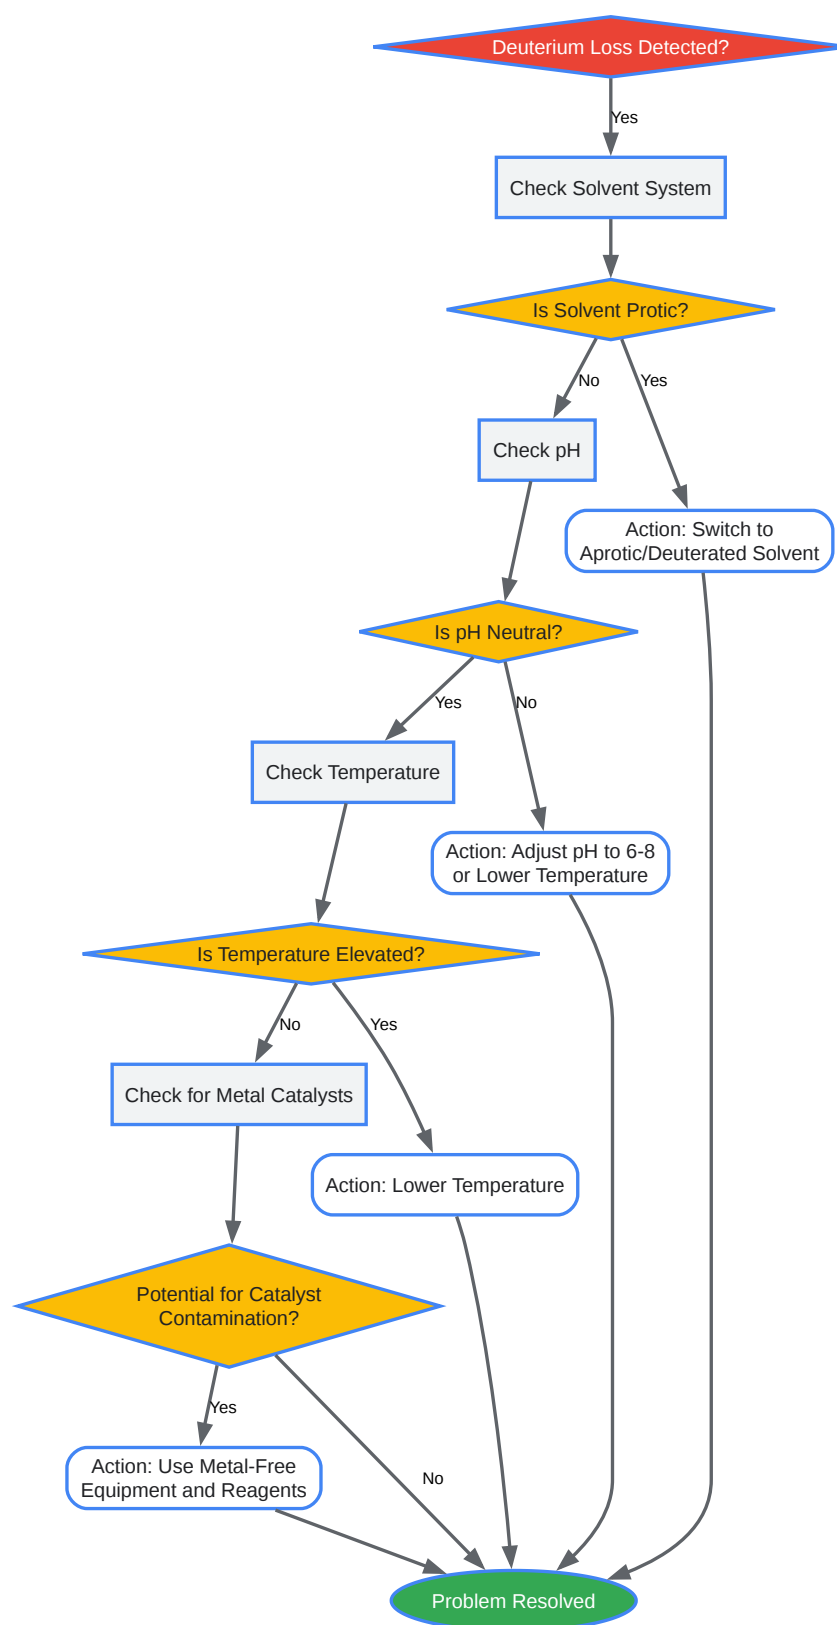 Deuterium Loss Detected?
Yes
Check Solvent System
Is Solvent Protic?
No
Yes
Check pH
Action: Switch to
Aprotic/Deuterated Solvent
Is pH Neutral?
Yes
No
Check Temperature
Action: Adjust pH to 6-8
or Lower Temperature
Is Temperature Elevated?
No
Yes
Check for Metal Catalysts
Action: Lower Temperature
Potential for Catalyst
Contamination?
Yes
No
Action: Use Metal-Free
Equipment and Reagents
Problem Resolved